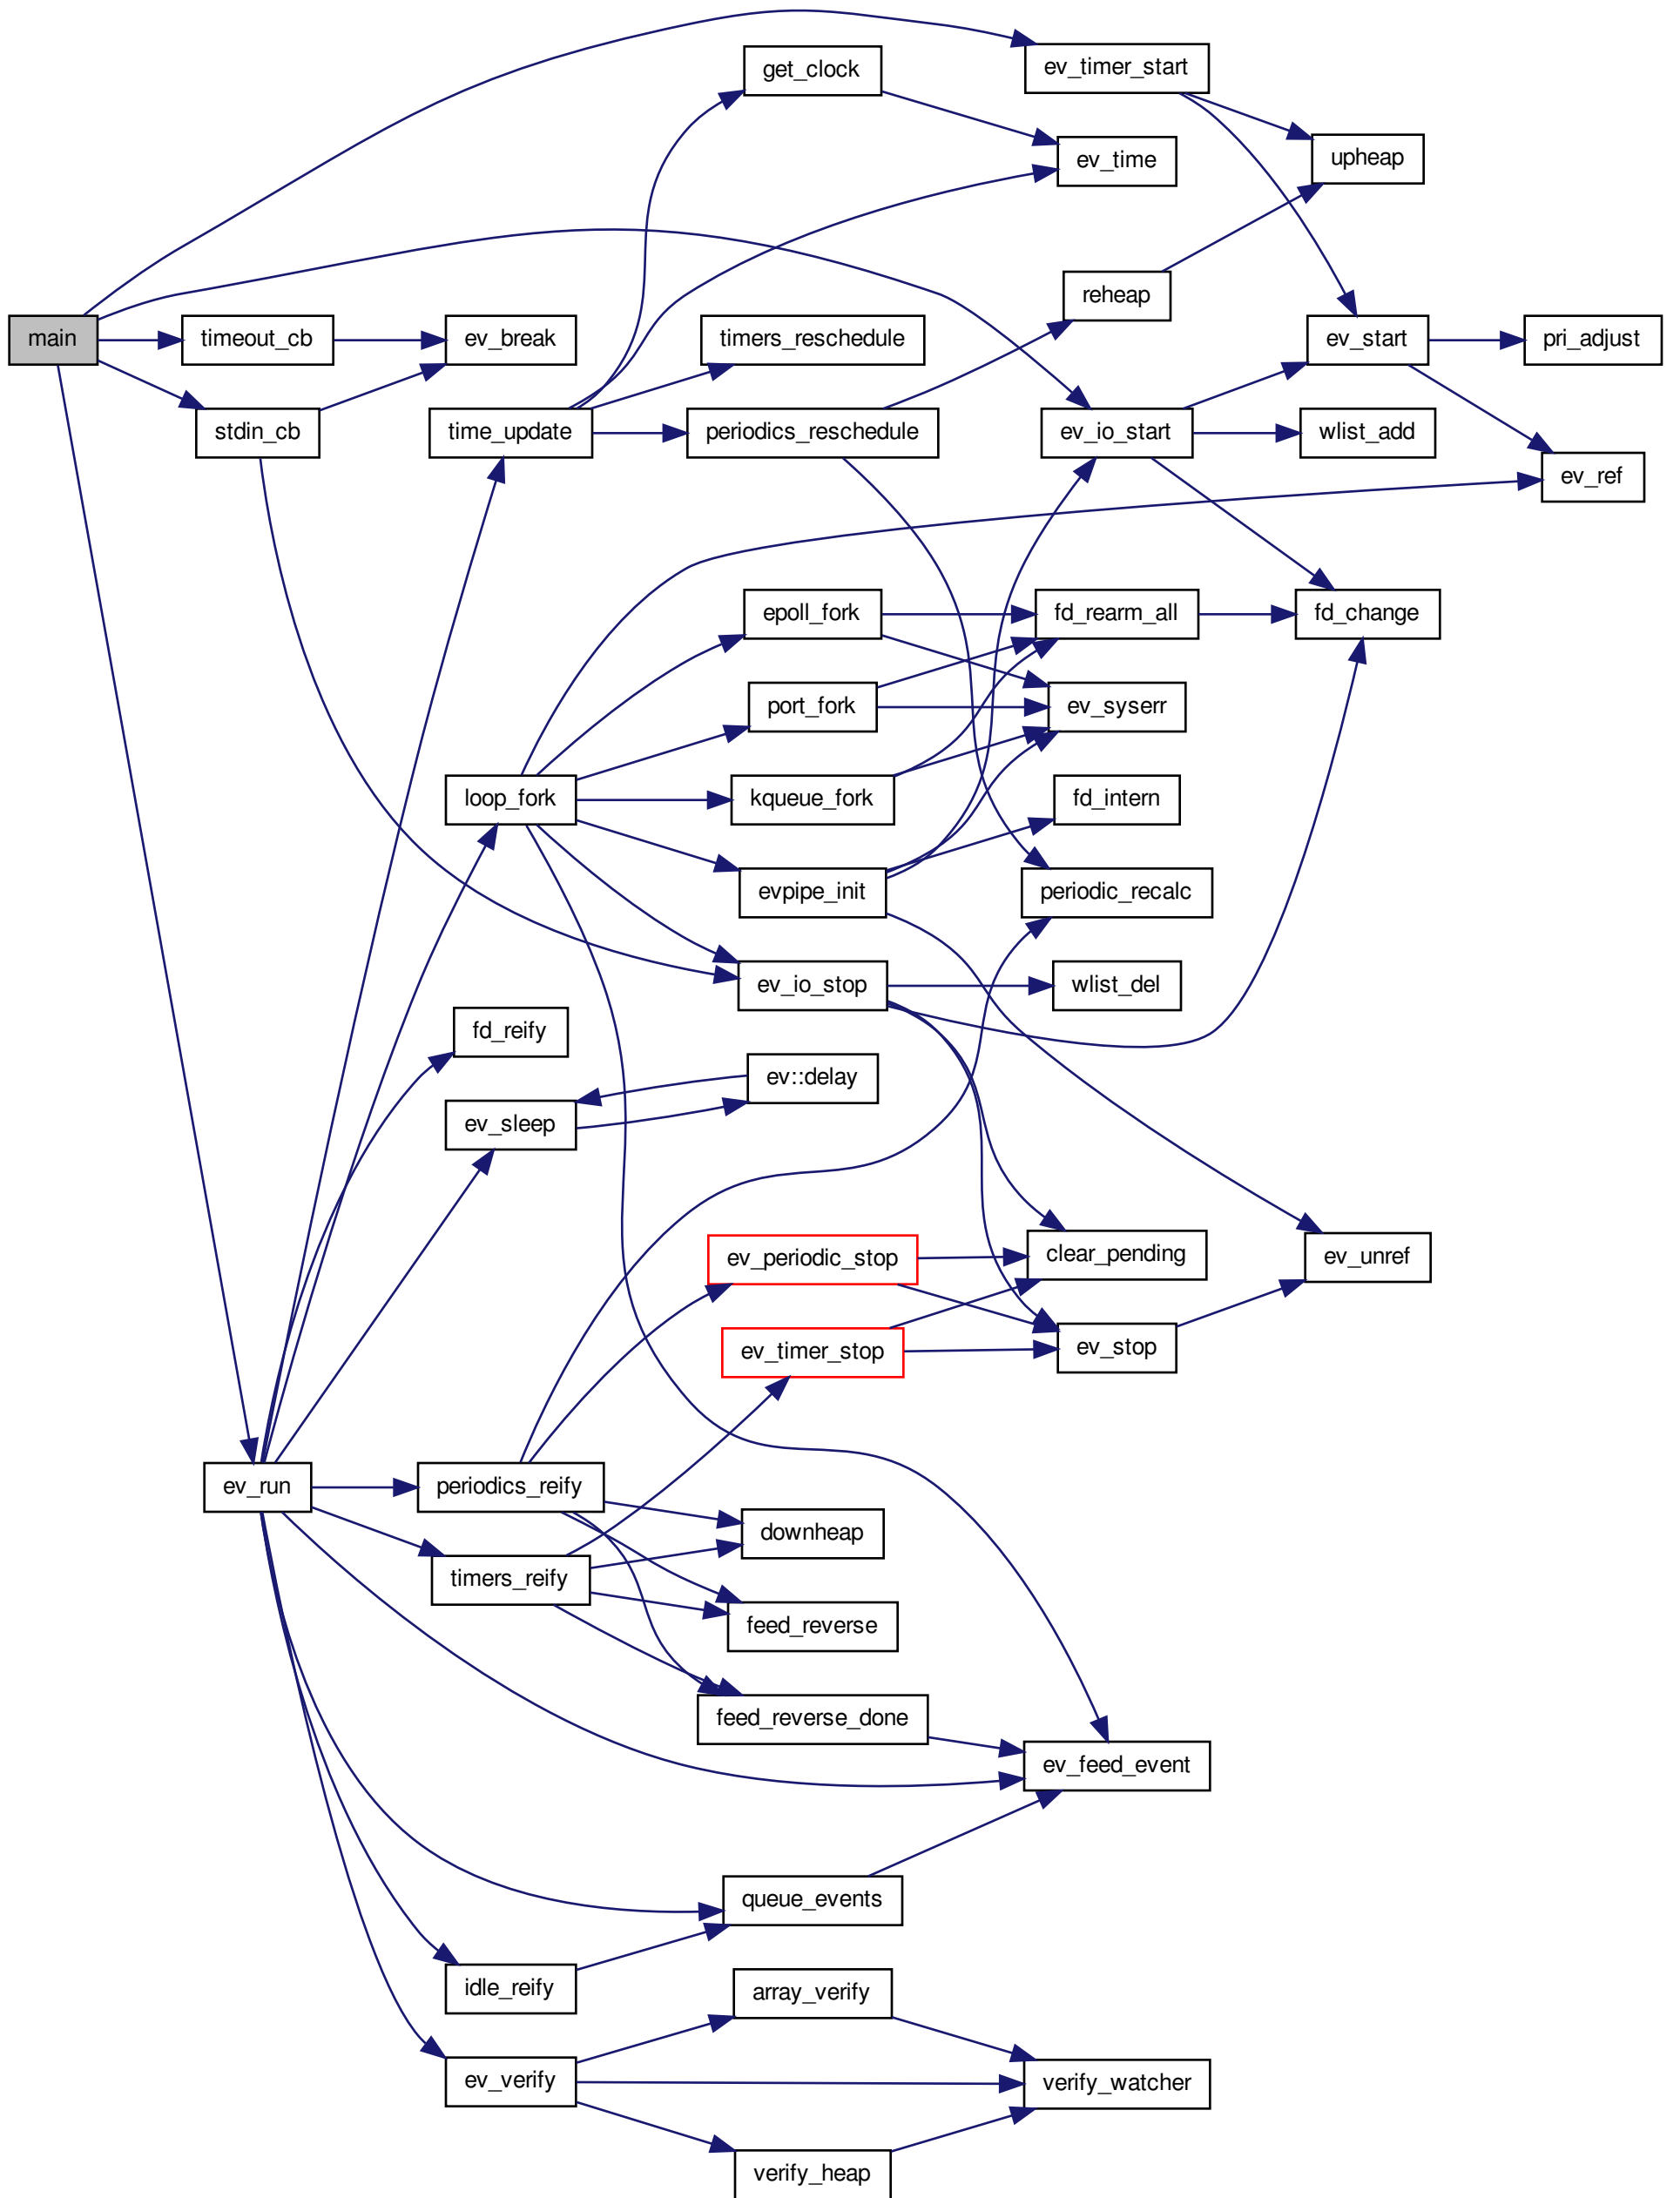 ev_timer_start
get_clock
ev_time
upheap
reheap
main
timeout_cb
ev_break
timers_reschedule
ev_start
pri_adjust
stdin_cb
time_update
periodics_reschedule
ev_io_start
wlist_add
ev_ref
epoll_fork
fd_rearm_all
fd_change
port_fork
ev_syserr
loop_fork
kqueue_fork
fd_intern
evpipe_init
periodic_recalc
ev_io_stop
wlist_del
fd_reify
ev::delay
ev_sleep
ev_periodic_stop
clear_pending
ev_unref
ev_timer_stop
ev_stop
ev_run
periodics_reify
downheap
timers_reify
feed_reverse
feed_reverse_done
ev_feed_event
queue_events
idle_reify
array_verify
ev_verify
verify_watcher
verify_heap